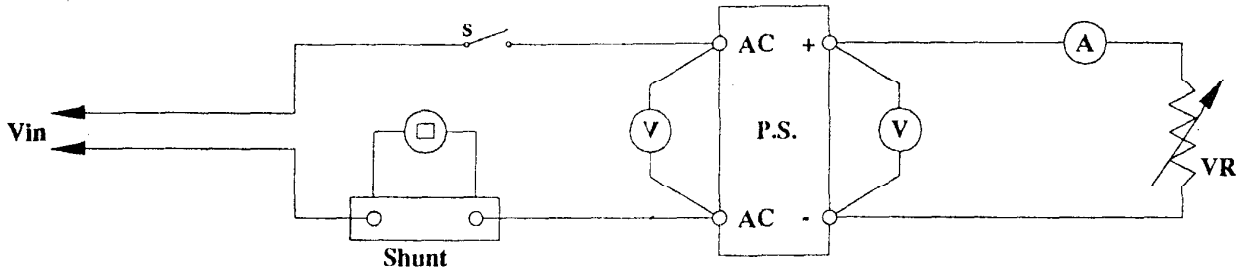 S
AC +
A
Vin
V
P.S.
V
VR
AC -
Shunt